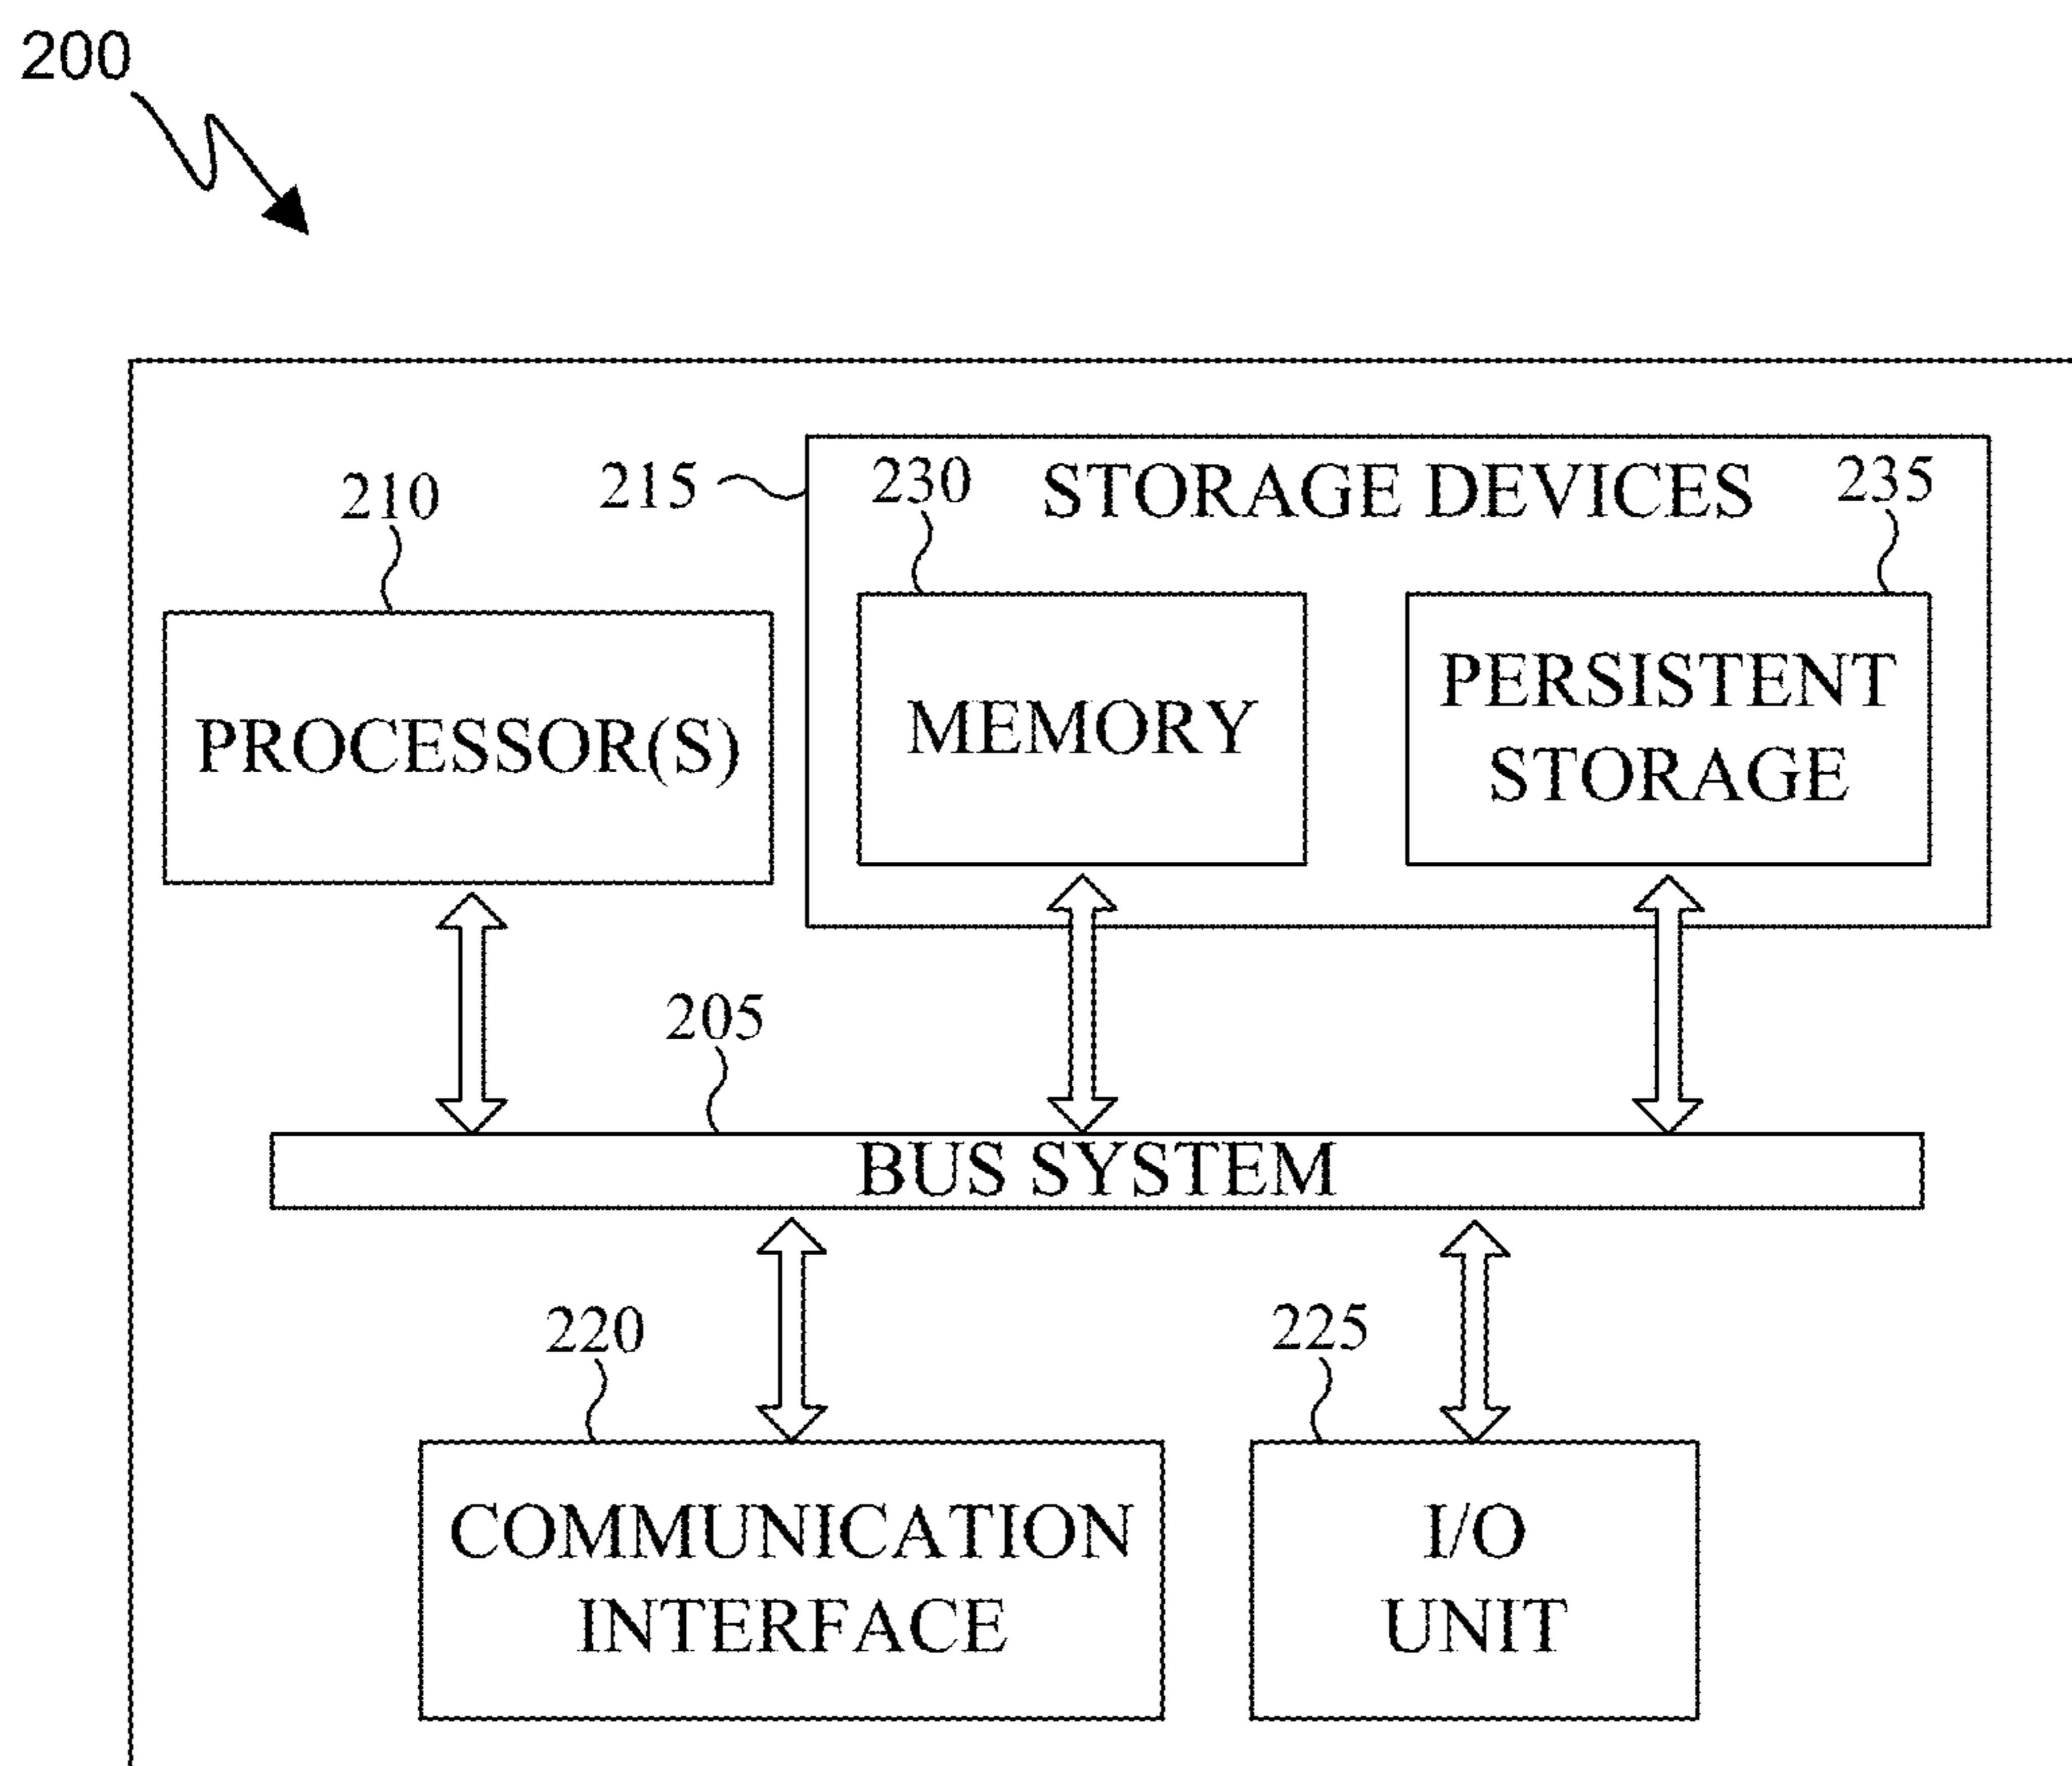 200
215
230
STORAGE DEVICES
235
210
PROCESSOR(S)
MEMORY
PERSISTENT
STORAGE
205
BUS SYSTEM
220
225
COMMUNICATION
INTERFACE
I/O
UNIT